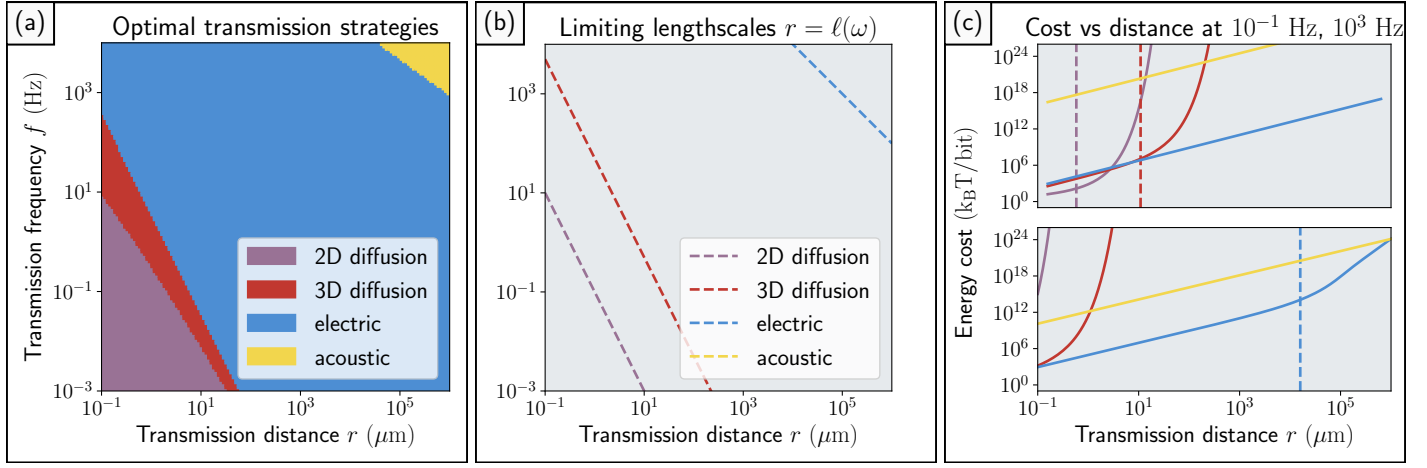 (a)
Optimal transmission strategies
Transmission frequency f (Hz)
10³
10¹
10⁻¹
10⁻³
2D diffusion
3D diffusion
electric
acoustic
10⁻¹ 10¹ 10³ 10⁵
Transmission distance r (μm)
(b)
Limiting lengthscales r = ℓ(ω)
10³
10¹
10⁻¹
10⁻³
2D diffusion
3D diffusion
electric
acoustic
10⁻¹ 10¹ 10³ 10⁵
Transmission distance r (μm)
(c)
Cost vs distance at 10⁻¹ Hz, 10³ Hz
Energy cost (k_BT/bit)
10²⁴
10¹⁸
10¹²
10⁶
10⁰
10²⁴
10¹⁸
10¹²
10⁶
10⁰
10⁻¹ 10¹ 10³ 10⁵
Transmission distance r (μm)